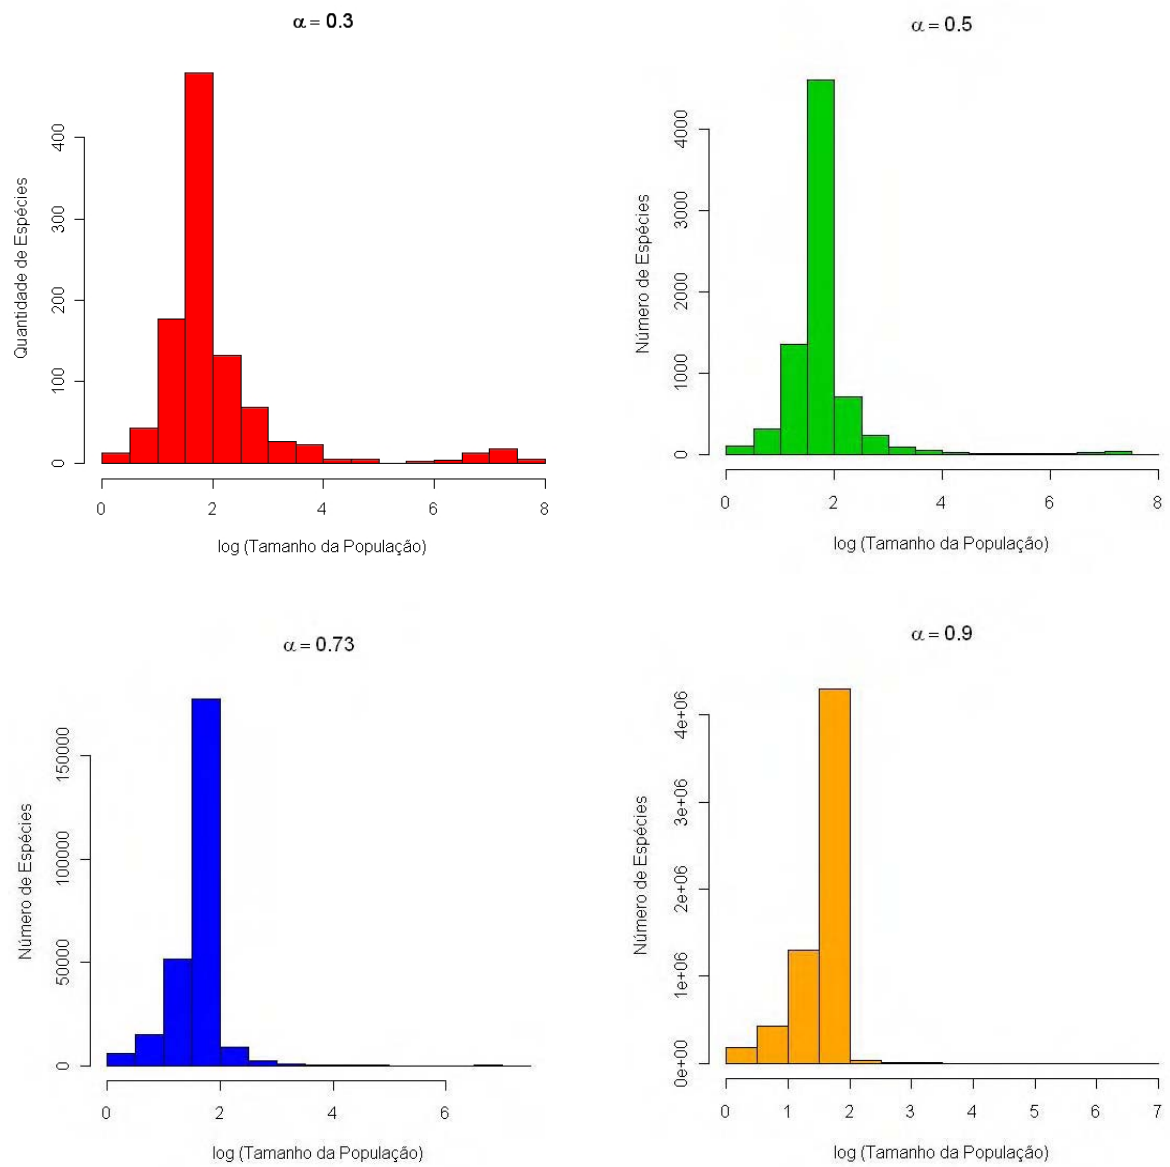 α = 0.3
Quantidade de Espécies
400
300
200
100
0
0 2 4 6 8
log (Tamanho da População)
α = 0.5
Número de Espécies
4000
3000
2000
1000
0
0 2 4 6 8
log (Tamanho da População)
α = 0.73
Número de Espécies
150000
100000
50000
0
0 2 4 6
log (Tamanho da População)
α = 0.9
Número de Espécies
4e+06
3e+06
2e+06
1e+06
0e+00
0 1 2 3 4 5 6 7
log (Tamanho da População)